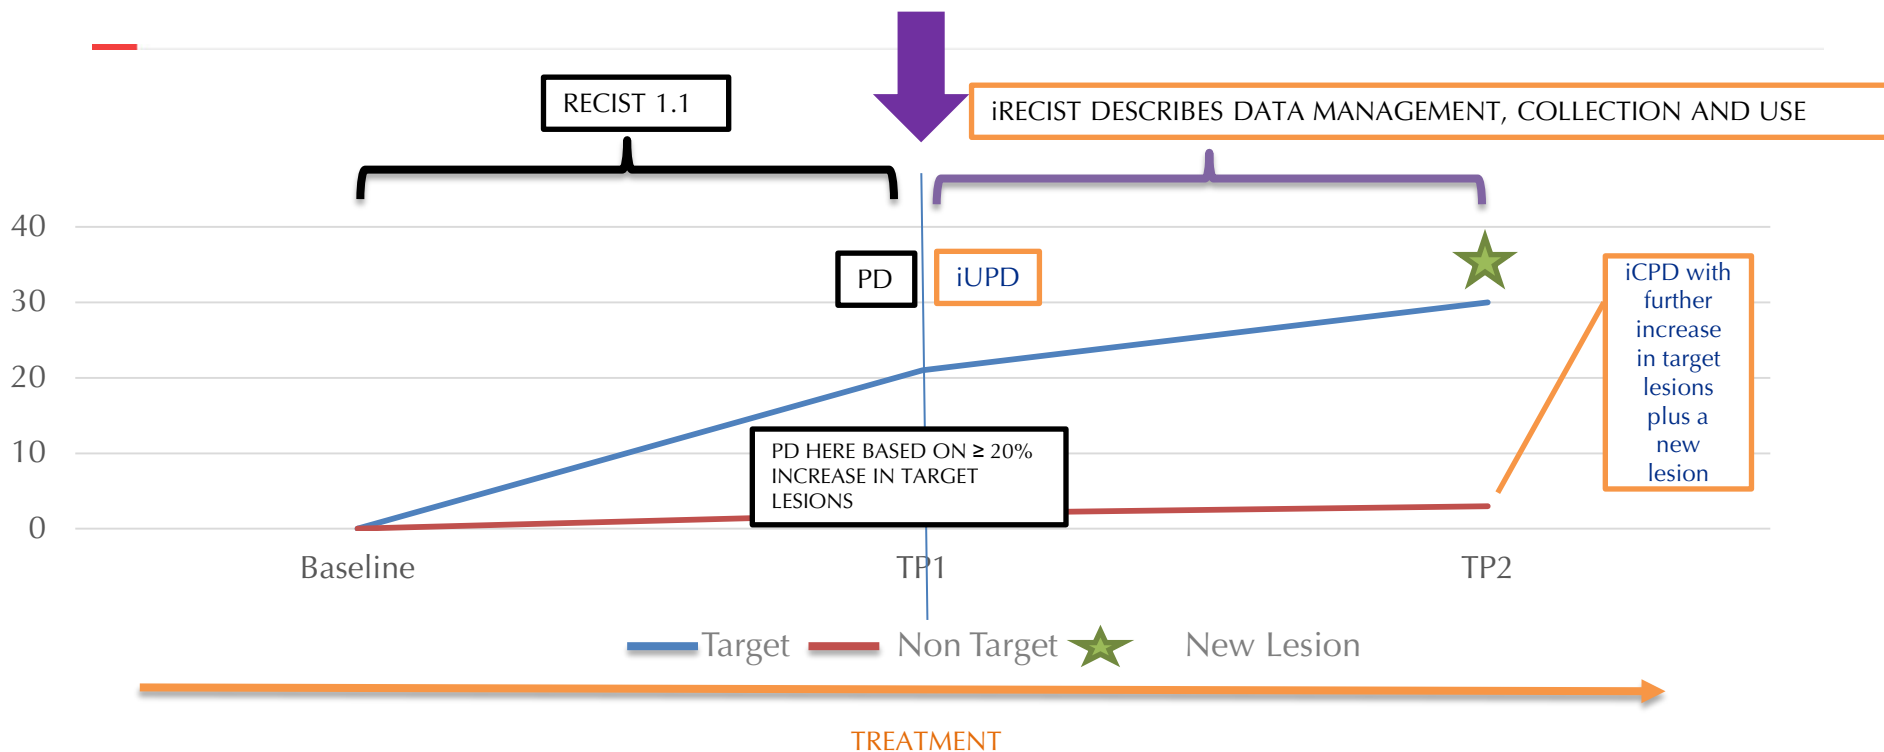 RECIST 1.1
iRECIST DESCRIBES DATA MANAGEMENT, COLLECTION AND USE
40
30
20
10
0
PD
iUPD
iCPD with
further
increase
in target
lesions
plus a
new
lesion
PD HERE BASED ON ≥ 20%
INCREASE IN TARGET
LESIONS
Baseline
TP1
TP2
Target
Non Target
New Lesion
TREATMENT